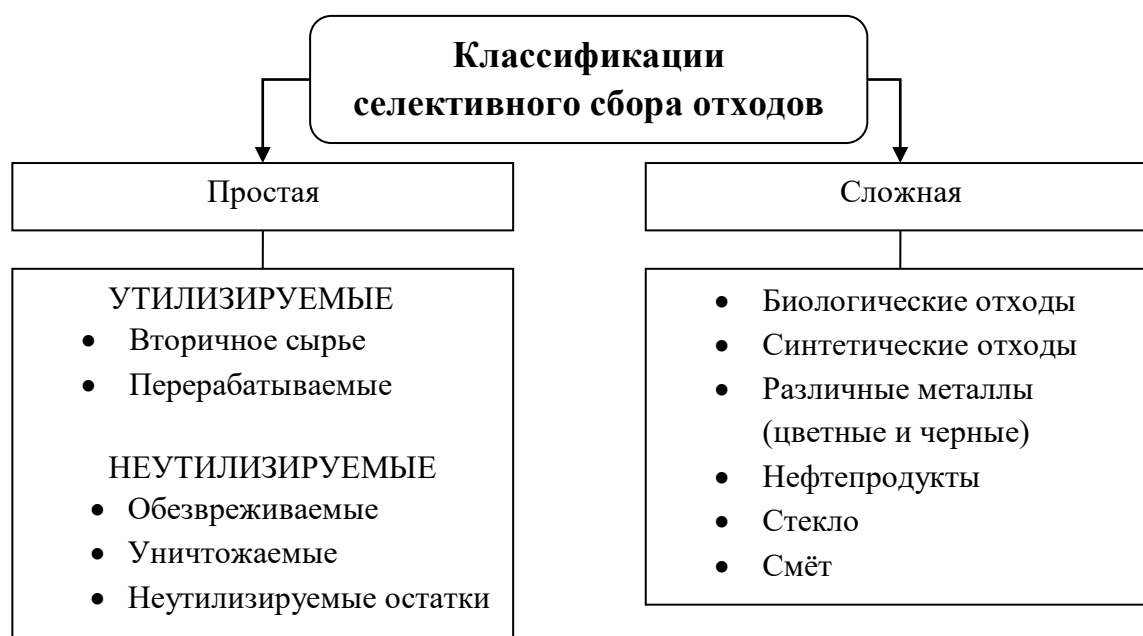 Классификации
селективного сбора отходов
Простая
УТИЛИЗИРУЕМЫЕ
• Вторичное сырье
• Перерабатываемые
НЕУТИЛИЗИРУЕМЫЕ
• Обезвреживаемые
• Уничтожаемые
• Неутилизируемые остатки
Сложная
• Биологические отходы
• Синтетические отходы
• Различные металлы
(цветные и черные)
• Нефтепродукты
• Стекло
• Смёт